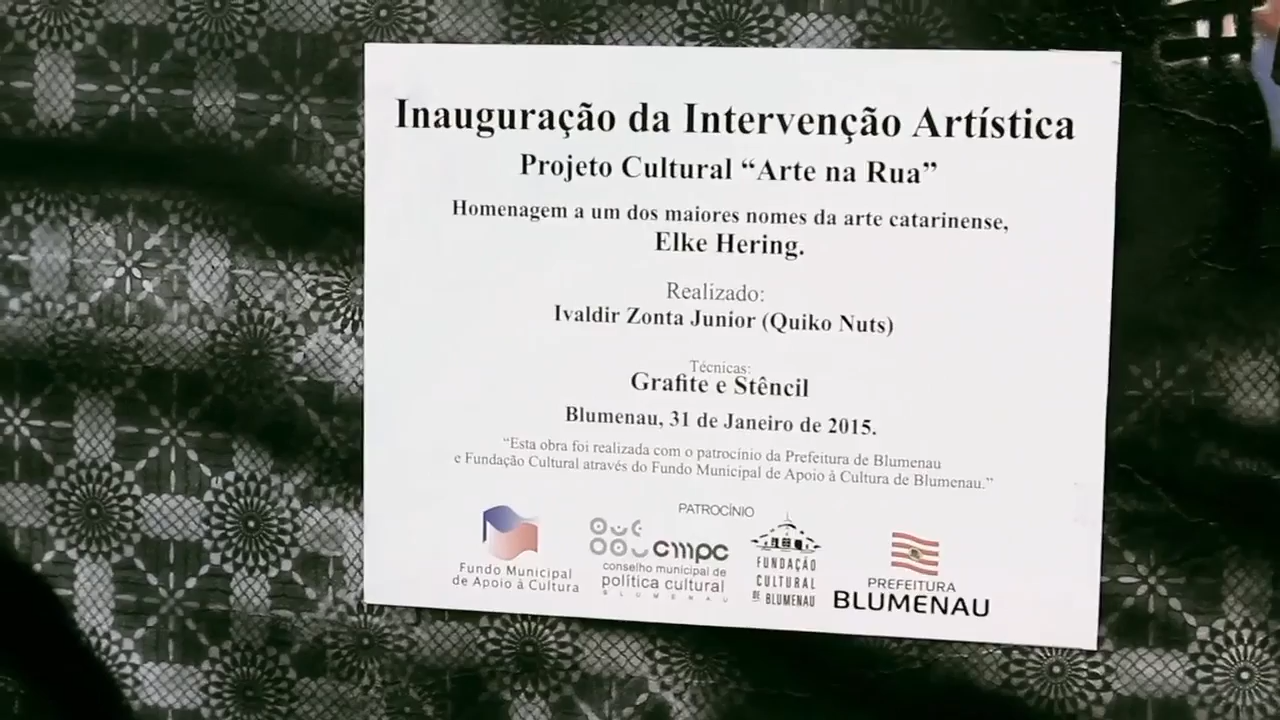 Inauguração da Intervenção Artística
Projeto Cultural “Arte na Rua”
Homenagem a um dos maiores nomes da arte catarinense,
Elke Hering.
Realizado:
Ivaldir Zonta Junior (Quiko Nuts)
Técnicas:
Grafite e Stêncil
Blumenau, 31 de Janeiro de 2015.
“Esta obra foi realizada com o patrocínio da Prefeitura de Blumenau
e Fundação Cultural através do Fundo Municipal de Apoio à Cultura de Blumenau.”
PATROCÍNIO
Fundo Municipal
de Apoio à Cultura
cmpc
conselho municipal de
política cultural
BLUMENAU
FUNDAÇÃO
CULTURAL
DE BLUMENAU
PREFEITURA
BLUMENAU